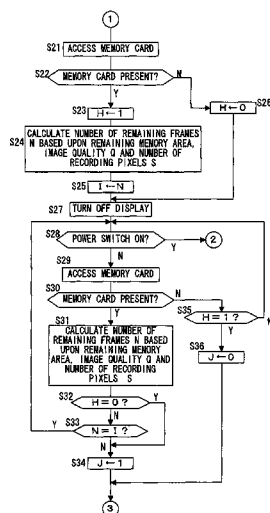 1
S21
ACCESS MEMORY CARD
S22
MEMORY CARD PRESENT?
N
Y
S23
H←1
S26
H←0
S24
CALCULATE NUMBER OF REMAINING FRAMES
N BASED UPON REMAINING MEMORY AREA,
IMAGE QUALITY Q AND NUMBER OF
RECORDING PIXELS S
S25
I←N
S27
TURN OFF DISPLAY
S28
POWER SWITCH ON?
Y
2
N
S29
ACCESS MEMORY CARD
S30
MEMORY CARD PRESENT?
N
Y
S35
H=1?
N
Y
S31
CALCULATE NUMBER OF
REMAINING FRAMES N BASED
UPON REMAINING MEMORY
AREA, IMAGE QUALITY Q AND
NUMBER OF RECORDING
PIXELS S
S36
J←0
S32
H=0?
Y
N
S33
N=I?
Y
N
S34
J←1
3